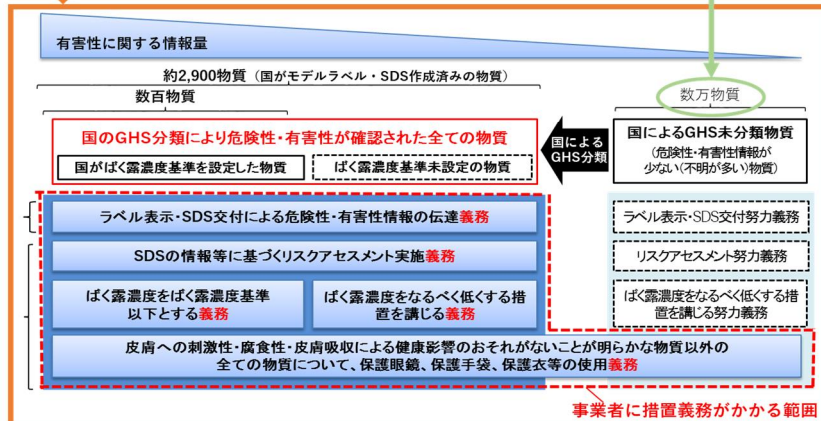 有害性に関する情報量
約2,900物質（国がモデルラベル・SDS作成済みの物質）
数百物質
数万物質
国のGHS分類により危険性・有害性が確認された全ての物質
国がばく露濃度基準を設定した物質
ばく露濃度基準未設定の物質
国による
GHS分類
国によるGHS未分類物質
（危険性・有害性情報が
少ない（不明が多い）物質）
ラベル表示・SDS交付による危険性・有害性情報の伝達義務
ラベル表示・SDS交付努力義務
SDSの情報等に基づくリスクアセスメント実施義務
リスクアセスメント努力義務
ばく露濃度をばく露濃度基準
以下とする義務
ばく露濃度をなるべく低くする措
置を講じる義務
ばく露濃度をなるべく低くする措
置を講じる努力義務
皮膚への刺激性・腐食性・皮膚吸収による健康影響のおそれがないことが明らかな物質以外の
全ての物質について、保護眼鏡、保護手袋、保護衣等の使用義務
事業者に措置義務がかかる範囲